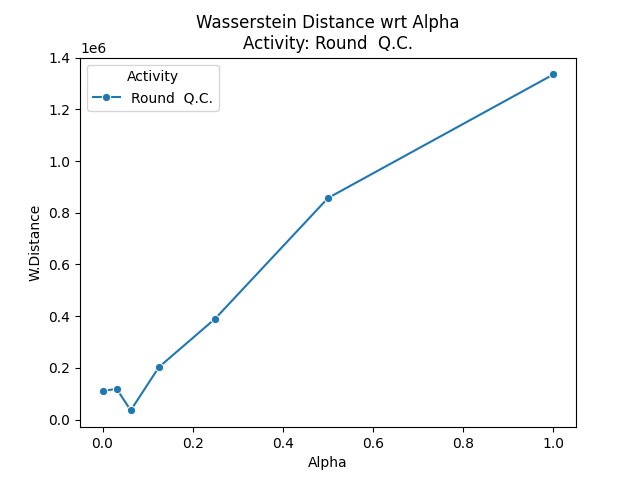 Wasserstein Distance wrt Alpha
Activity: Round  Q.C.
1e6
Activity
Round  Q.C.
1.4
1.2
1.0
0.8
0.6
0.4
0.2
0.0
W.Distance
0.0 0.2 0.4 0.6 0.8 1.0
Alpha